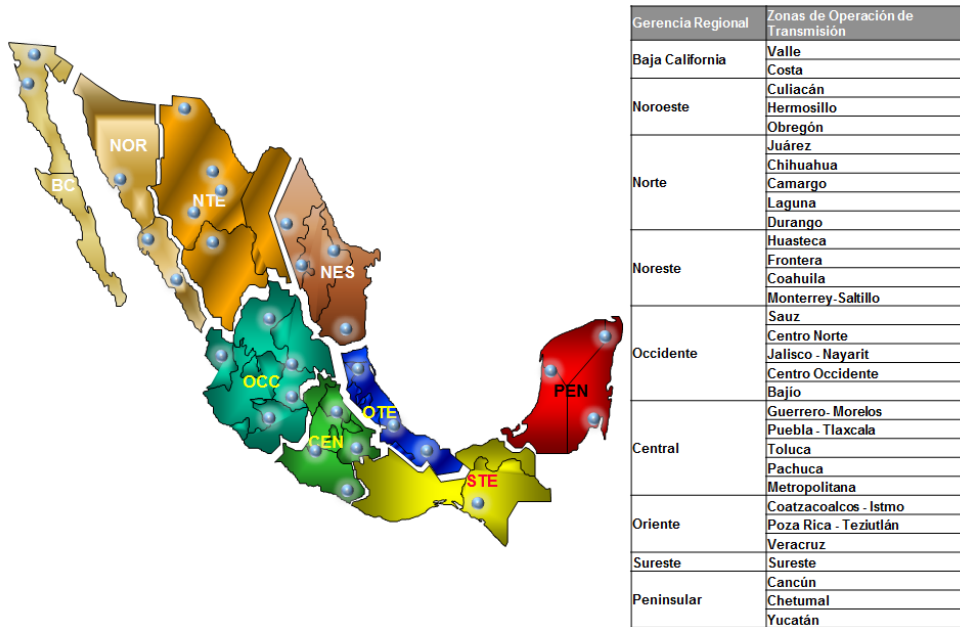 NOR
BC
NTE
NES
OCC
OTE
CEN
PEN
STE
Gerencia Regional
Zonas de Operación de
Transmisión
Baja California
Valle
Costa
Noroeste
Culiacán
Hermosillo
Obregón
Norte
Juárez
Chihuahua
Camargo
Laguna
Durango
Noreste
Huasteca
Frontera
Coahuila
Monterrey-Saltillo
Occidente
Sauz
Centro Norte
Jalisco - Nayarit
Centro Occidente
Bajío
Central
Guerrero- Morelos
Puebla - Tlaxcala
Toluca
Pachuca
Metropolitana
Oriente
Coatzacoalcos - Istmo
Poza Rica - Teziutlán
Veracruz
Sureste
Sureste
Peninsular
Cancún
Chetumal
Yucatán